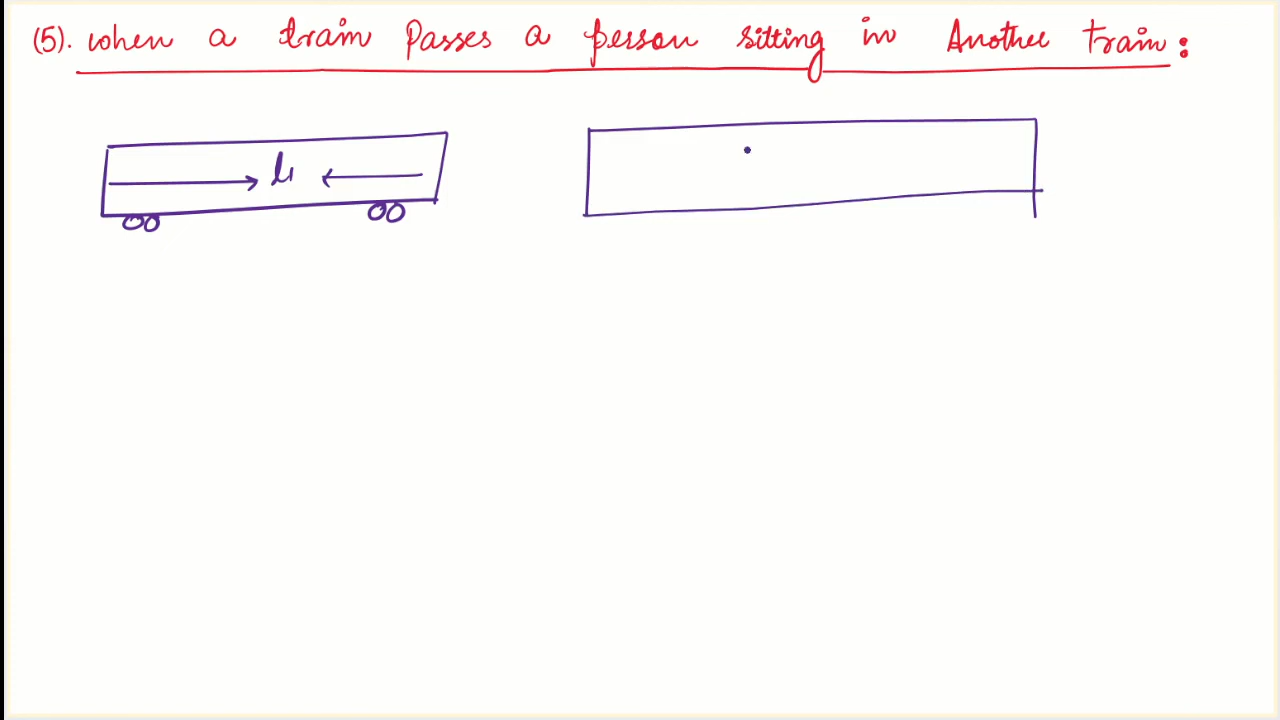 (5). when a train Passes a person sitting in Another train:
l₁